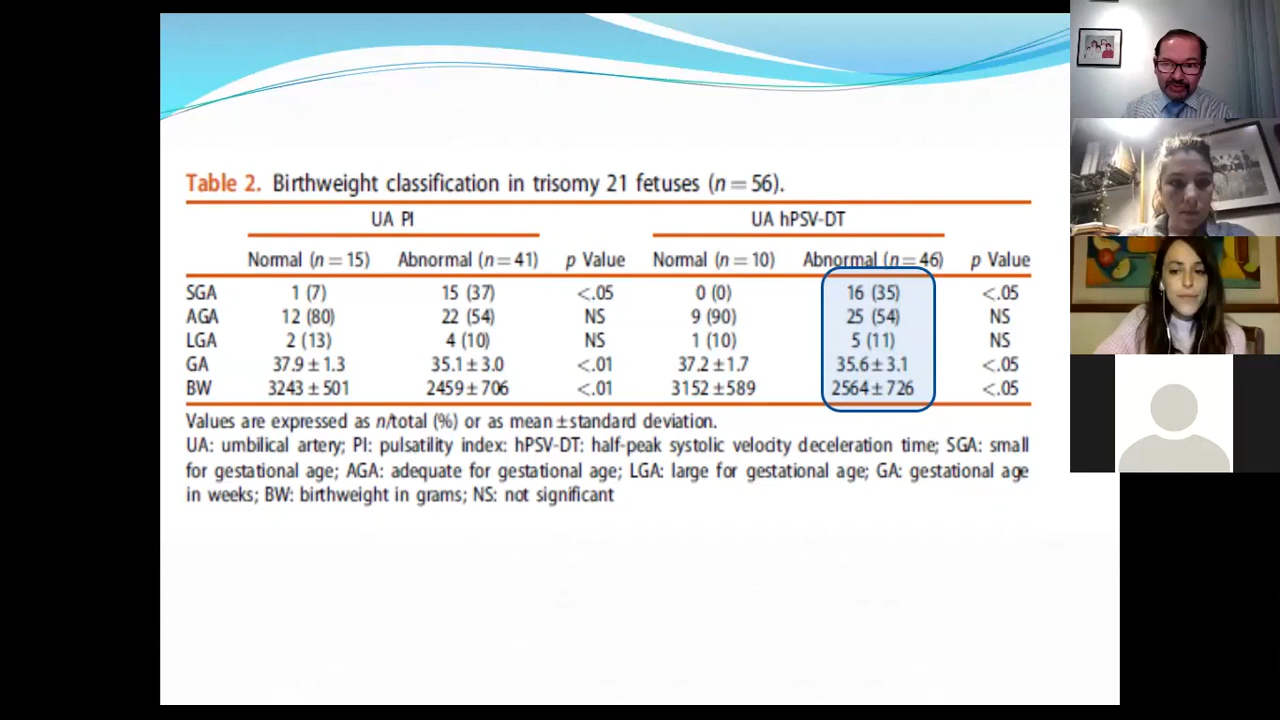 Table 2. Birthweight classification in trisomy 21 fetuses (n = 56).
UA PI UA hPSV-DT
Normal (n = 15) Abnormal (n = 41) p Value Normal (n = 10) Abnormal (n = 46) p Value
SGA 1 (7) 15 (37) <.05 0 (0) 16 (35) <.05
AGA 12 (80) 22 (54) NS 9 (90) 25 (54) NS
LGA 2 (13) 4 (10) NS 1 (10) 5 (11) NS
GA 37.9 ± 1.3 35.1 ± 3.0 <.01 37.2 ± 1.7 35.6 ± 3.1 <.05
BW 3243 ± 501 2459 ± 706 <.01 3152 ± 589 2564 ± 726 <.05
Values are expressed as n/total (%) or as mean ± standard deviation.
UA: umbilical artery; PI: pulsatility index: hPSV-DT: half-peak systolic velocity deceleration time; SGA: small
for gestational age; AGA: adequate for gestational age; LGA: large for gestational age; GA: gestational age
in weeks; BW: birthweight in grams; NS: not significant